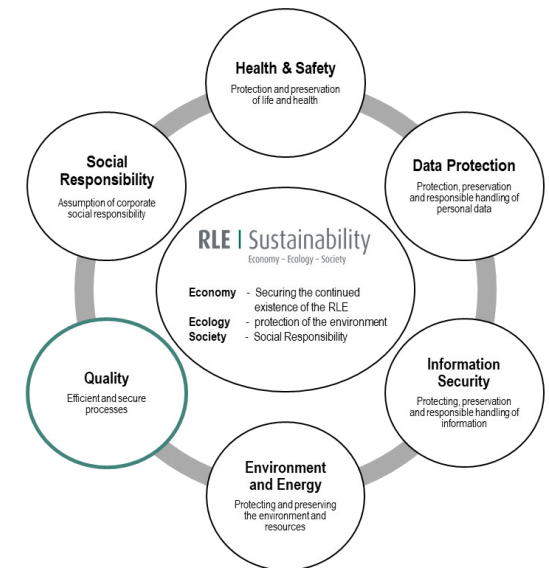 Health & Safety
Protection and preservation
of life and health
Social
Responsibility
Assumption of corporate
social responsibility
Data Protection
Protection, preservation
and responsible handling of
personal data
RLE | Sustainability
Economy – Ecology – Society
Economy - Securing the continued
existence of the RLE
Ecology - protection of the environment
Society - Social Responsibility
Quality
Efficient and secure
processes
Information
Security
Protecting, preservation
and responsible handling of
information
Environment
and Energy
Protecting and preserving
the environment and
resources